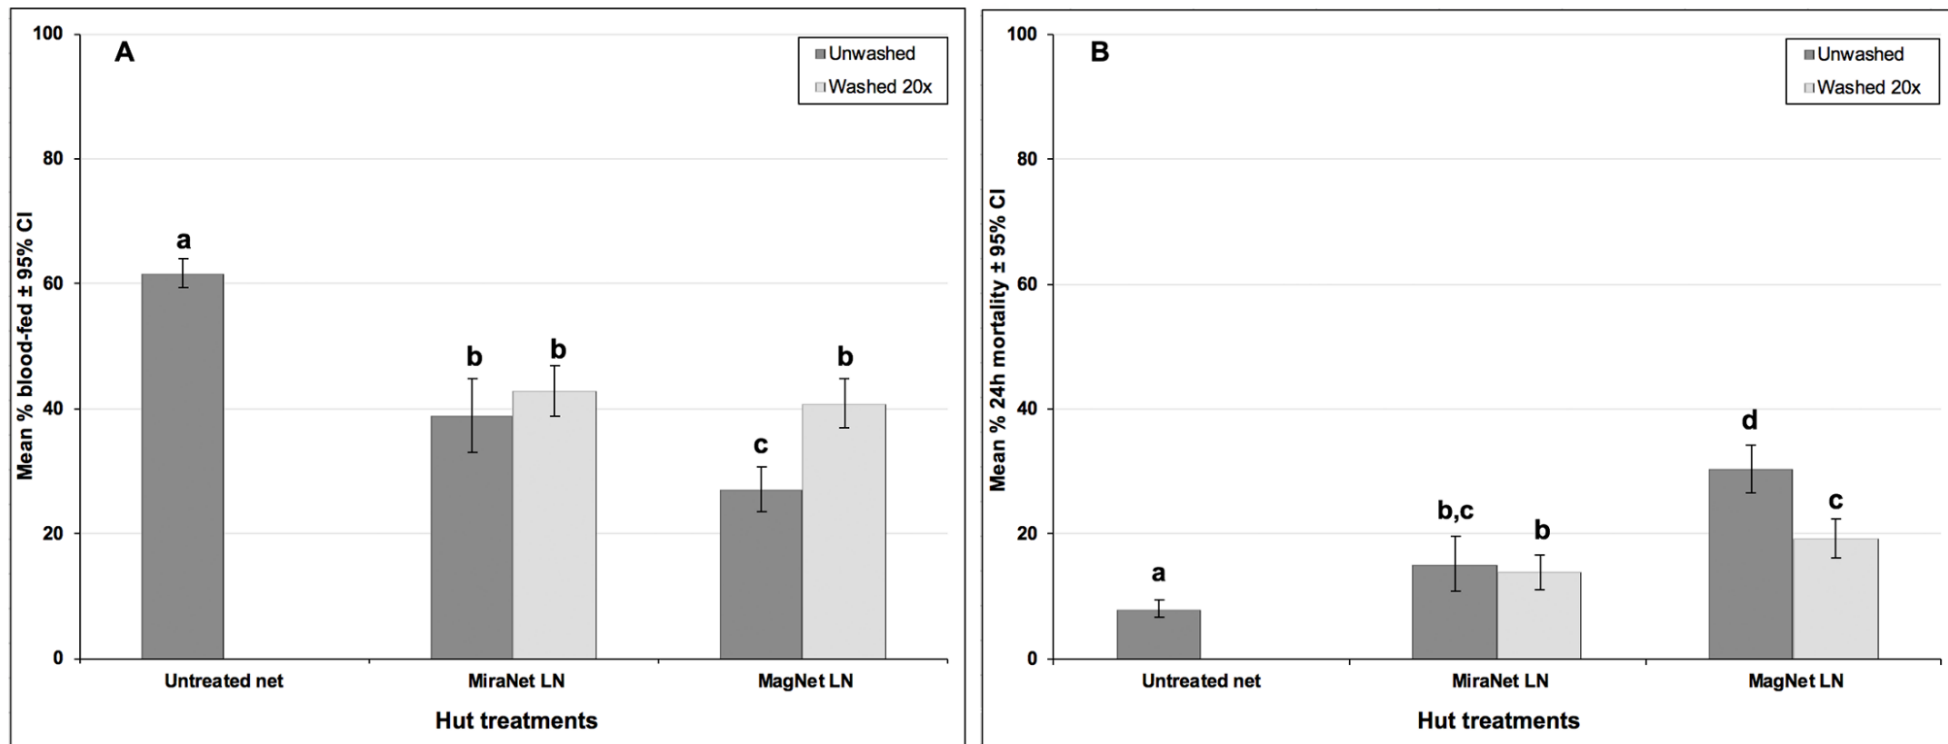 A
Unwashed
Washed 20x
Mean % blood-fed ± 95% CI
100
80
60
40
20
0
a
b
b
c
b
Untreated net
MiraNet LN
MagNet LN
Hut treatments
B
Unwashed
Washed 20x
Mean % 24h mortality ± 95% CI
100
80
60
40
20
0
a
b,c
b
d
c
Untreated net
MiraNet LN
MagNet LN
Hut treatments